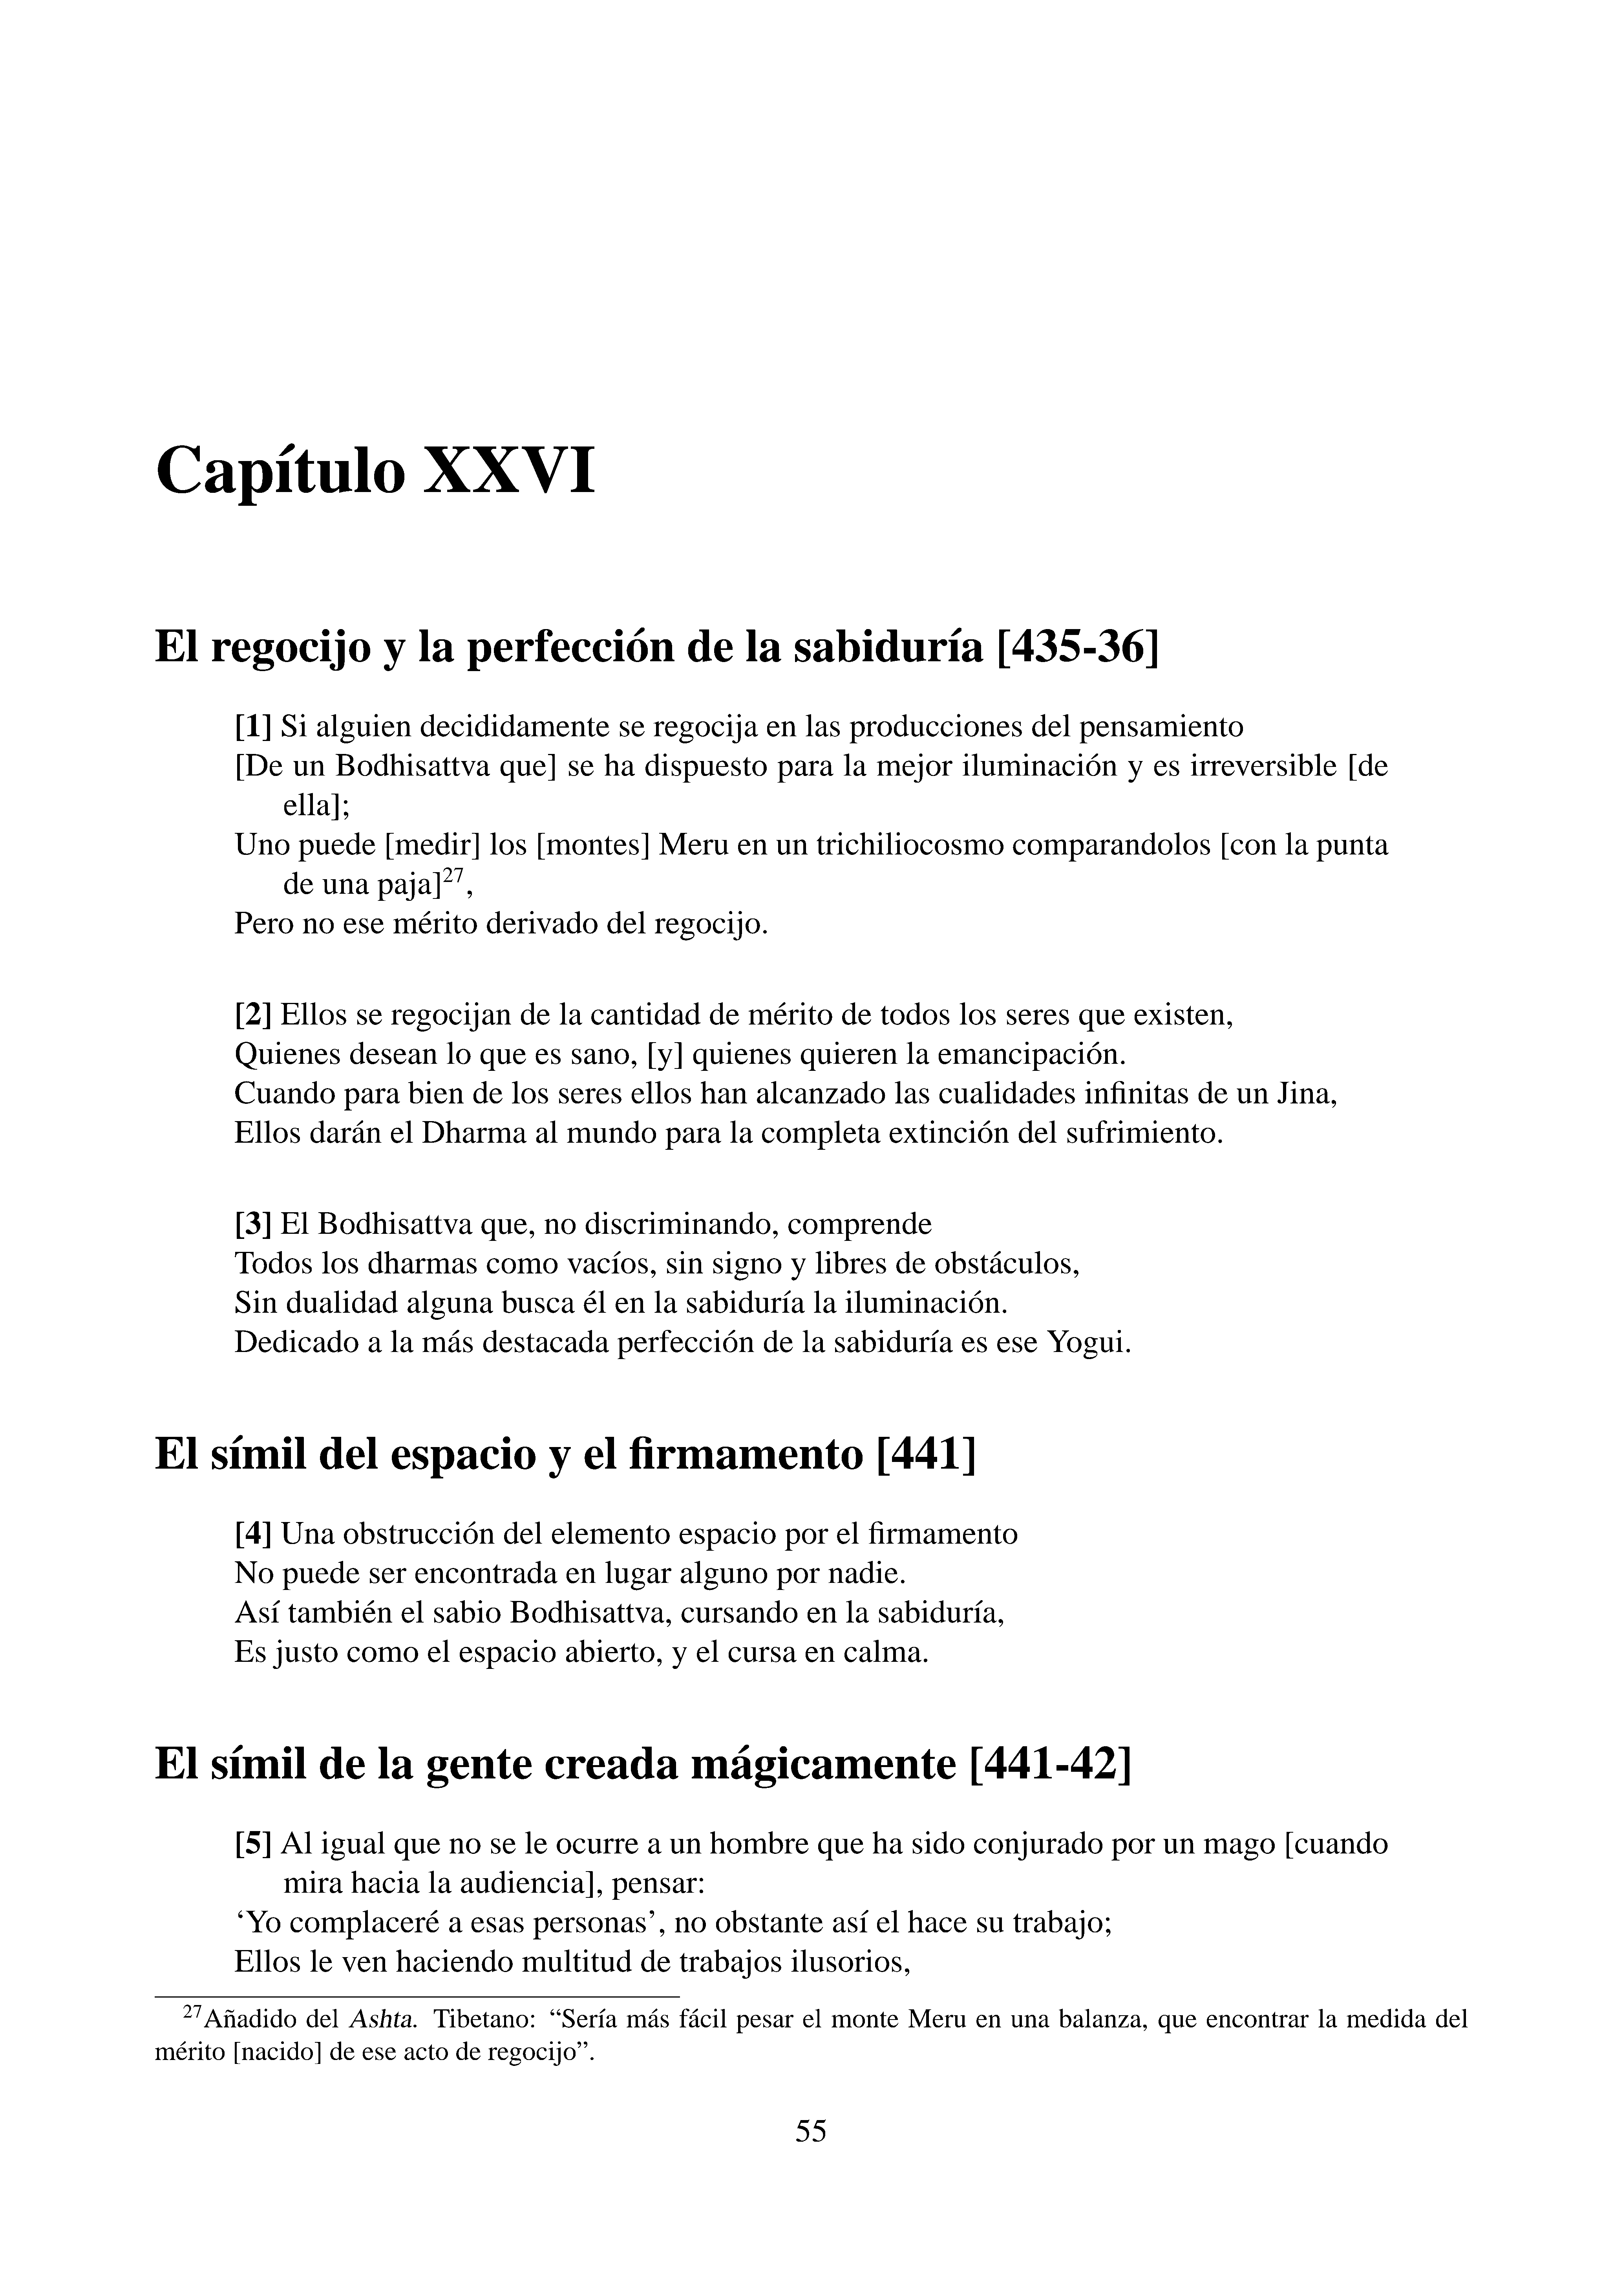 Capítulo XXVI
El regocijo y la perfección de la sabiduría [435-36]
[1] Si alguien decididamente se regocija en las producciones del pensamiento
[De un Bodhisattva que] se ha dispuesto para la mejor iluminación y es irreversible [de
ella];
Uno puede [medir] los [montes] Meru en un trichiliocosmo comparandolos [con la punta
de una paja]27,
Pero no ese mérito derivado del regocijo.
[2] Ellos se regocijan de la cantidad de mérito de todos los seres que existen,
Quienes desean lo que es sano, [y] quienes quieren la emancipación.
Cuando para bien de los seres ellos han alcanzado las cualidades infinitas de un Jina,
Ellos darán el Dharma al mundo para la completa extinción del sufrimiento.
[3] El Bodhisattva que, no discriminando, comprende
Todos los dharmas como vacíos, sin signo y libres de obstáculos,
Sin dualidad alguna busca él en la sabiduría la iluminación.
Dedicado a la más destacada perfección de la sabiduría es ese Yogui.
El símil del espacio y el firmamento [441]
[4] Una obstrucción del elemento espacio por el firmamento
No puede ser encontrada en lugar alguno por nadie.
Así también el sabio Bodhisattva, cursando en la sabiduría,
Es justo como el espacio abierto, y el cursa en calma.
El símil de la gente creada mágicamente [441-42]
[5] Al igual que no se le ocurre a un hombre que ha sido conjurado por un mago [cuando
mira hacia la audiencia], pensar:
‘Yo complaceré a esas personas’, no obstante así el hace su trabajo;
Ellos le ven haciendo multitud de trabajos ilusorios,
27Añadido del Ashta. Tibetano: “Sería más fácil pesar el monte Meru en una balanza, que encontrar la medida del
mérito [nacido] de ese acto de regocijo”.
55